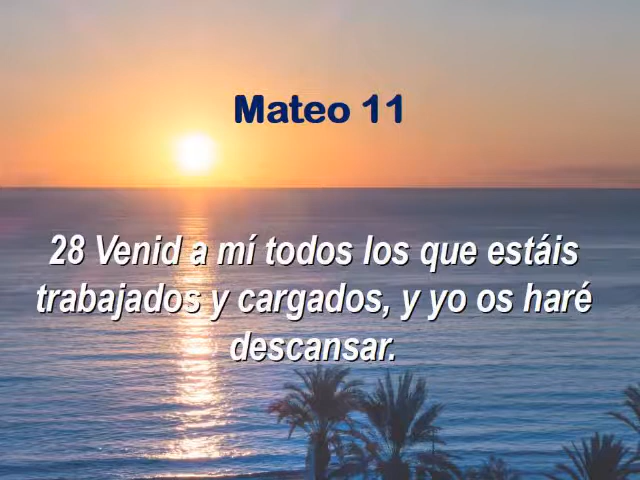 Mateo 11
28 Venid a mí todos los que estáis
trabajados y cargados, y yo os haré
descansar.